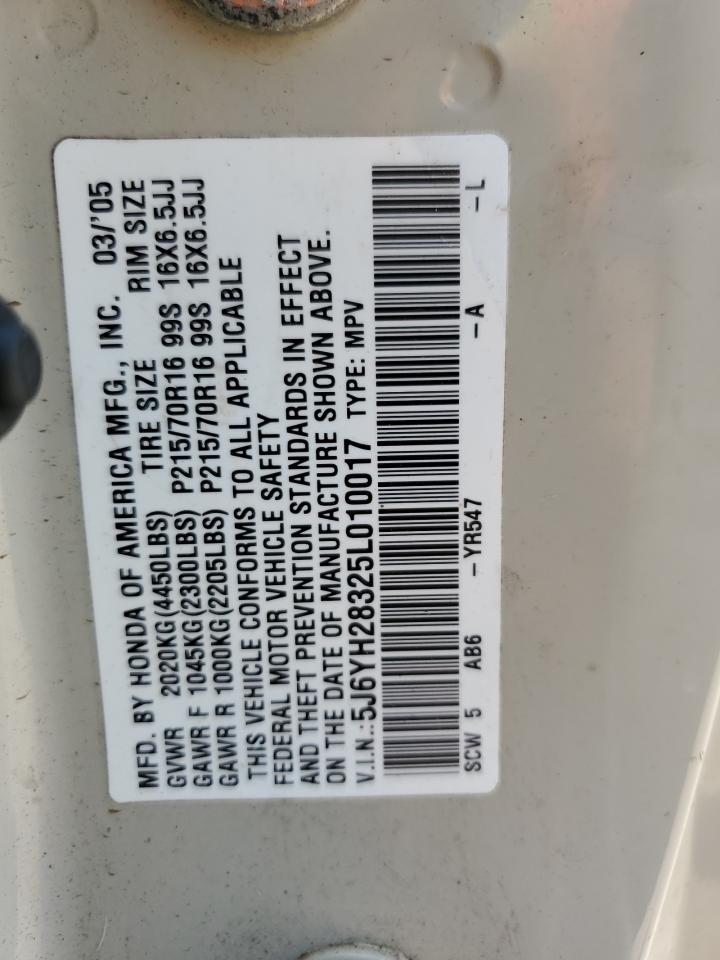 MFD. BY HONDA OF AMERICA MFG., INC. 03/'05
GVWR 2020KG(4450LBS) TIRE SIZE RIM SIZE
GAWR F 1045KG(2300LBS) P215/70R16 99S 16X6.5JJ
GAWR R 1000KG(2205LBS) P215/70R16 99S 16X6.5JJ
THIS VEHICLE CONFORMS TO ALL APPLICABLE
FEDERAL MOTOR VEHICLE SAFETY
AND THEFT PREVENTION STANDARDS IN EFFECT
ON THE DATE OF MANUFACTURE SHOWN ABOVE.
V.I.N.:5J6YH28325L010017 TYPE: MPV
SCW 5 AB6 -YR547 -A -L